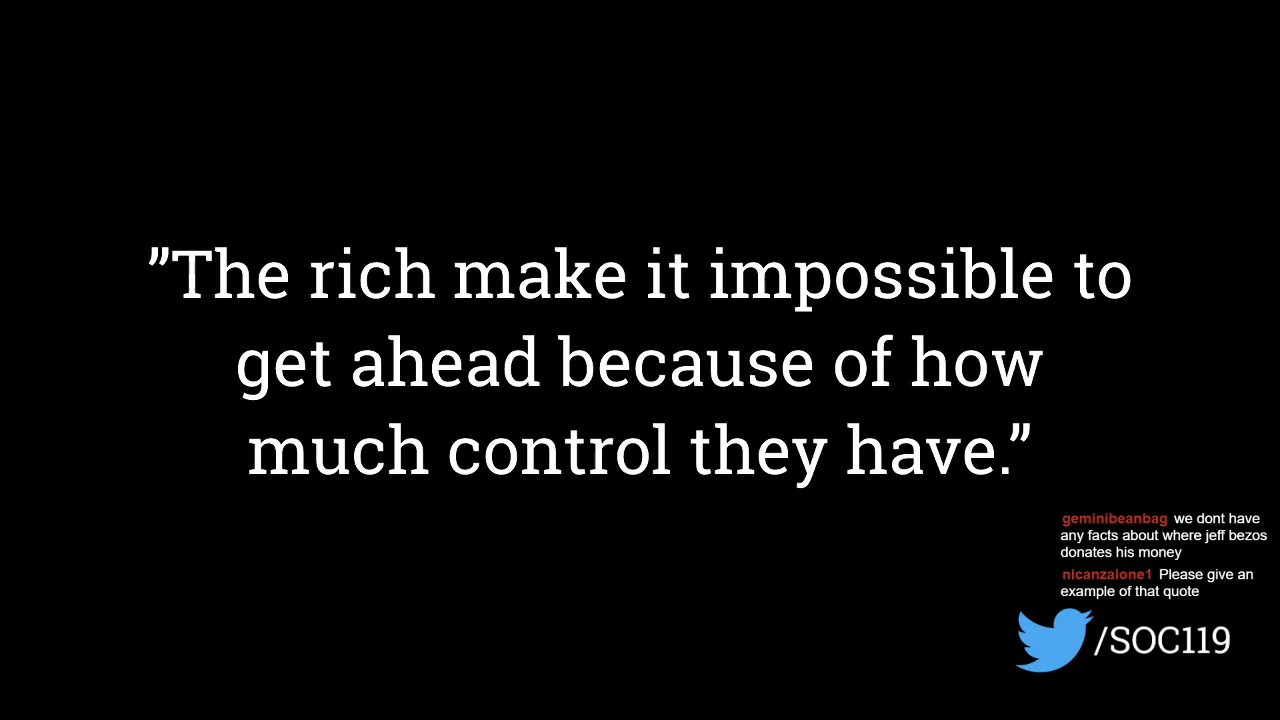 ”The rich make it impossible to
get ahead because of how
much control they have.”
geminibeanbag we dont have
any facts about where jeff bezos
donates his money
nicanzalone1 Please give an
example of that quote
/SOC119